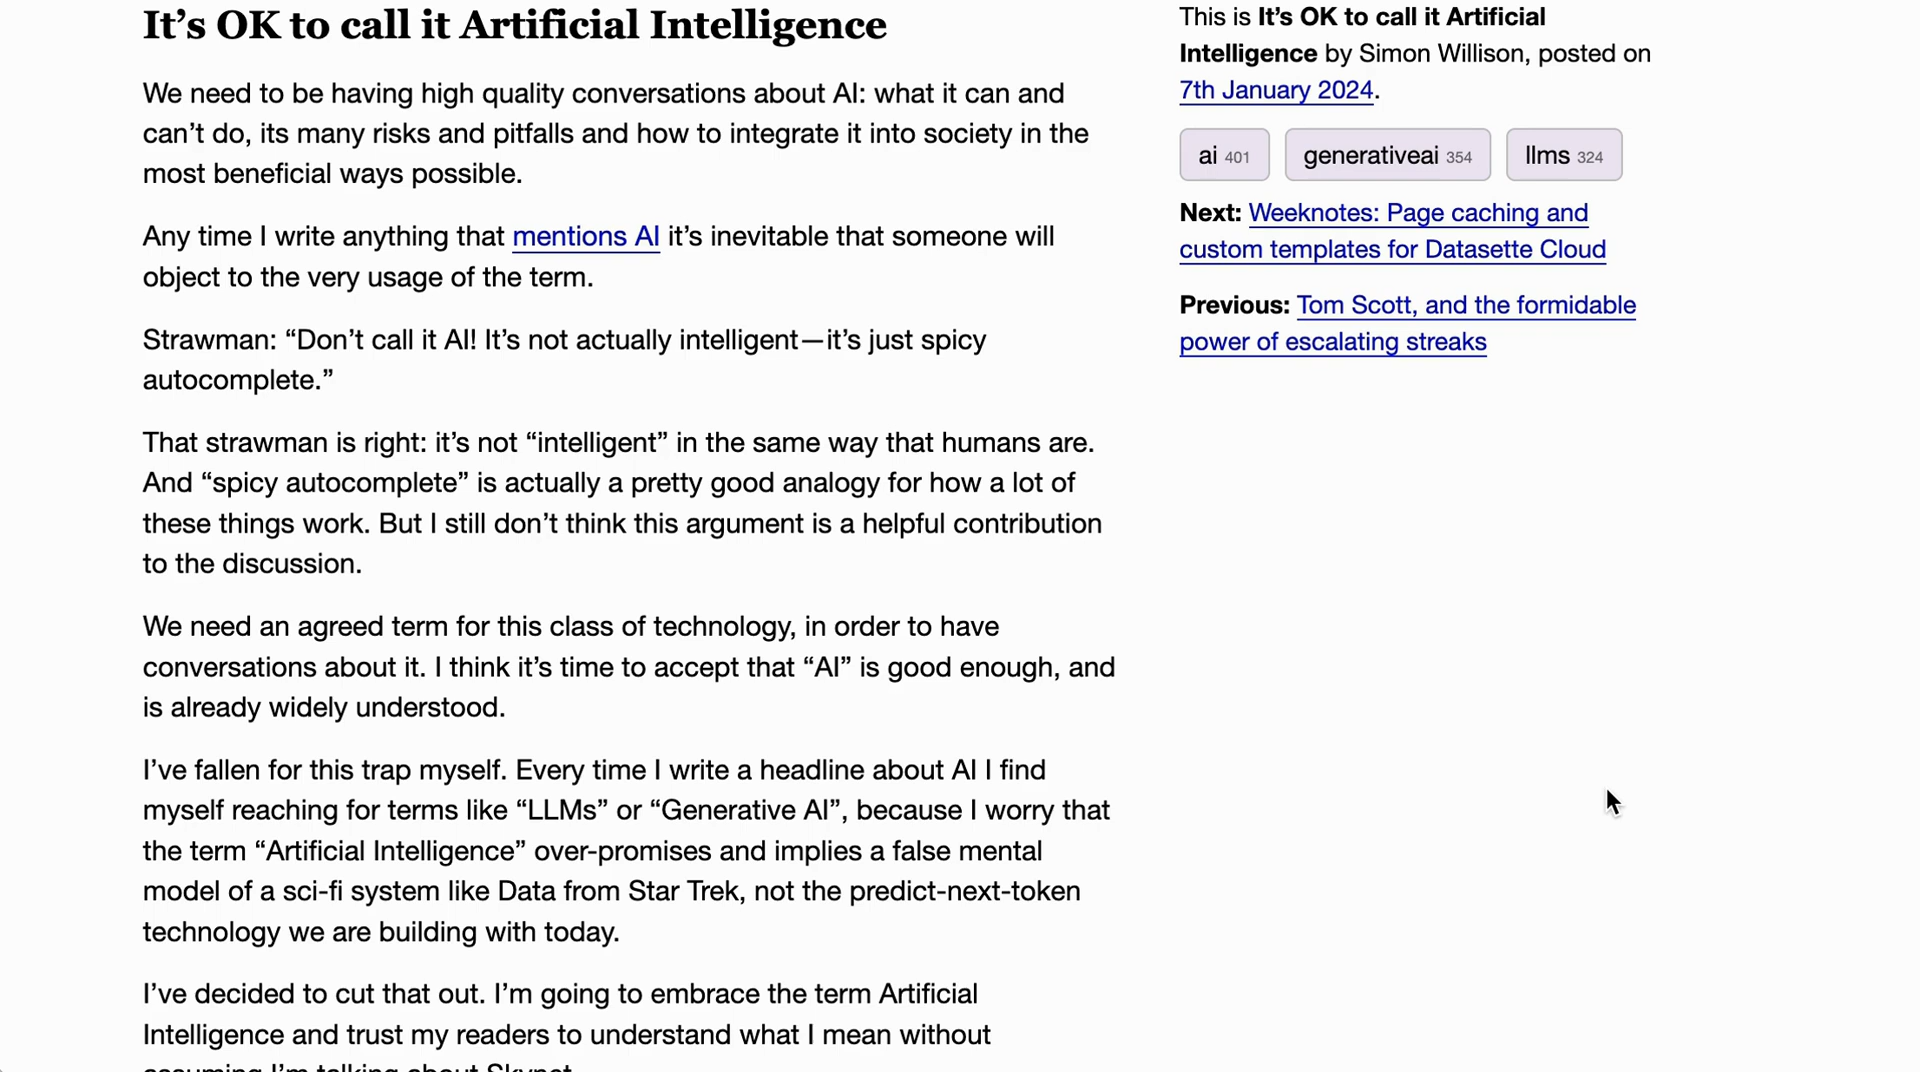 It’s OK to call it Artificial Intelligence
We need to be having high quality conversations about AI: what it can and
can’t do, its many risks and pitfalls and how to integrate it into society in the
most beneficial ways possible.
Any time I write anything that mentions AI it’s inevitable that someone will
object to the very usage of the term.
Strawman: “Don’t call it AI! It’s not actually intelligent—it’s just spicy
autocomplete.”
That strawman is right: it’s not “intelligent” in the same way that humans are.
And “spicy autocomplete” is actually a pretty good analogy for how a lot of
these things work. But I still don’t think this argument is a helpful contribution
to the discussion.
We need an agreed term for this class of technology, in order to have
conversations about it. I think it’s time to accept that “AI” is good enough, and
is already widely understood.
I’ve fallen for this trap myself. Every time I write a headline about AI I find
myself reaching for terms like “LLMs” or “Generative AI”, because I worry that
the term “Artificial Intelligence” over-promises and implies a false mental
model of a sci-fi system like Data from Star Trek, not the predict-next-token
technology we are building with today.
I’ve decided to cut that out. I’m going to embrace the term Artificial
Intelligence and trust my readers to understand what I mean without
assuming I’m talking about Skynet
This is It’s OK to call it Artificial
Intelligence by Simon Willison, posted on
7th January 2024.
ai 401 generativeai 354 llms 324
Next: Weeknotes: Page caching and
custom templates for Datasette Cloud
Previous: Tom Scott, and the formidable
power of escalating streaks